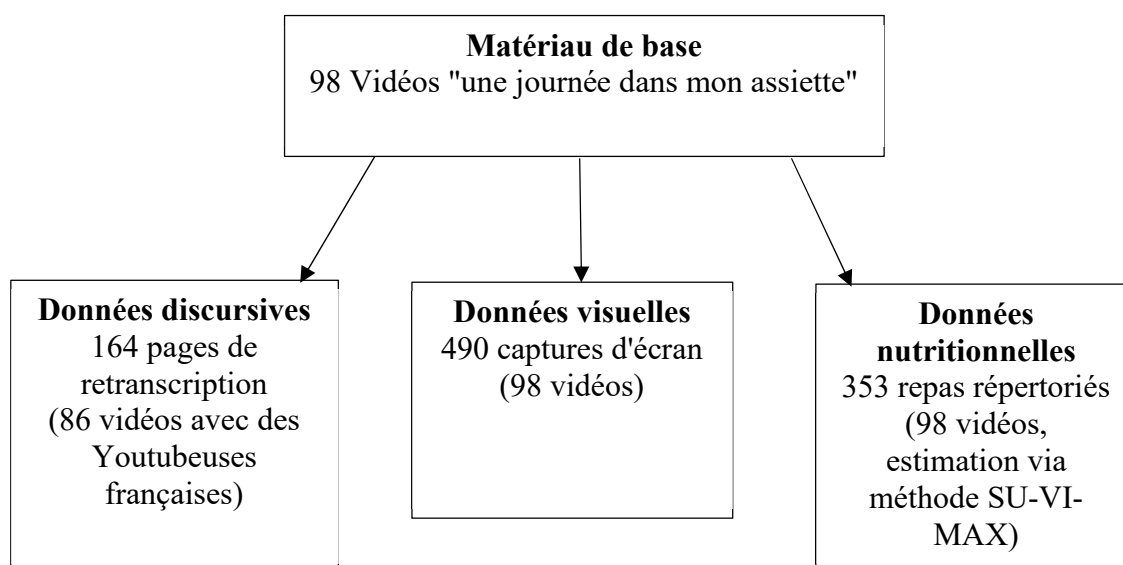 Matériau de base
98 Vidéos "une journée dans mon assiette"
Données discursives
164 pages de
retranscription
(86 vidéos avec des
Youtubeuses
françaises)
Données visuelles
490 captures d'écran
(98 vidéos)
Données
nutritionnelles
353 repas répertoriés
(98 vidéos,
estimation via
méthode SU-VI-
MAX)